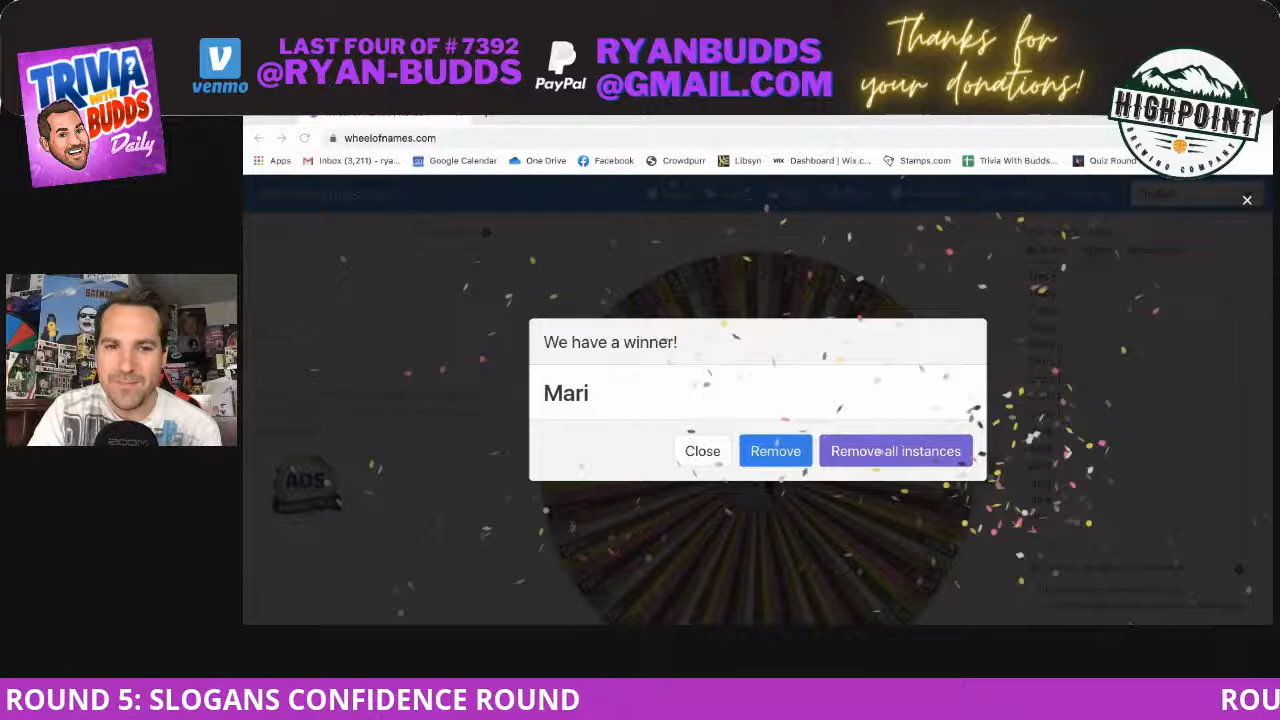 TRIVIA
WITH
BUDDS
Daily
venmo
LAST FOUR OF # 7392
@RYAN-BUDDS
PayPal
RYANBUDDS
@GMAIL.COM
Thanks for
your donations!
HIGHPOINT
BREWING COMPANY
wheelofnames.com
Apps
Inbox (3,211) - rya...
Google Calendar
One Drive
Facebook
Crowdpurr
Libsyn
Dashboard | Wix.c...
Stamps.com
Trivia With Budds...
Quiz Round
BATMAN
zoom
We have a winner!
Mari
Close
Remove
Remove all instances
ADS
ROUND 5: SLOGANS CONFIDENCE ROUND
ROU